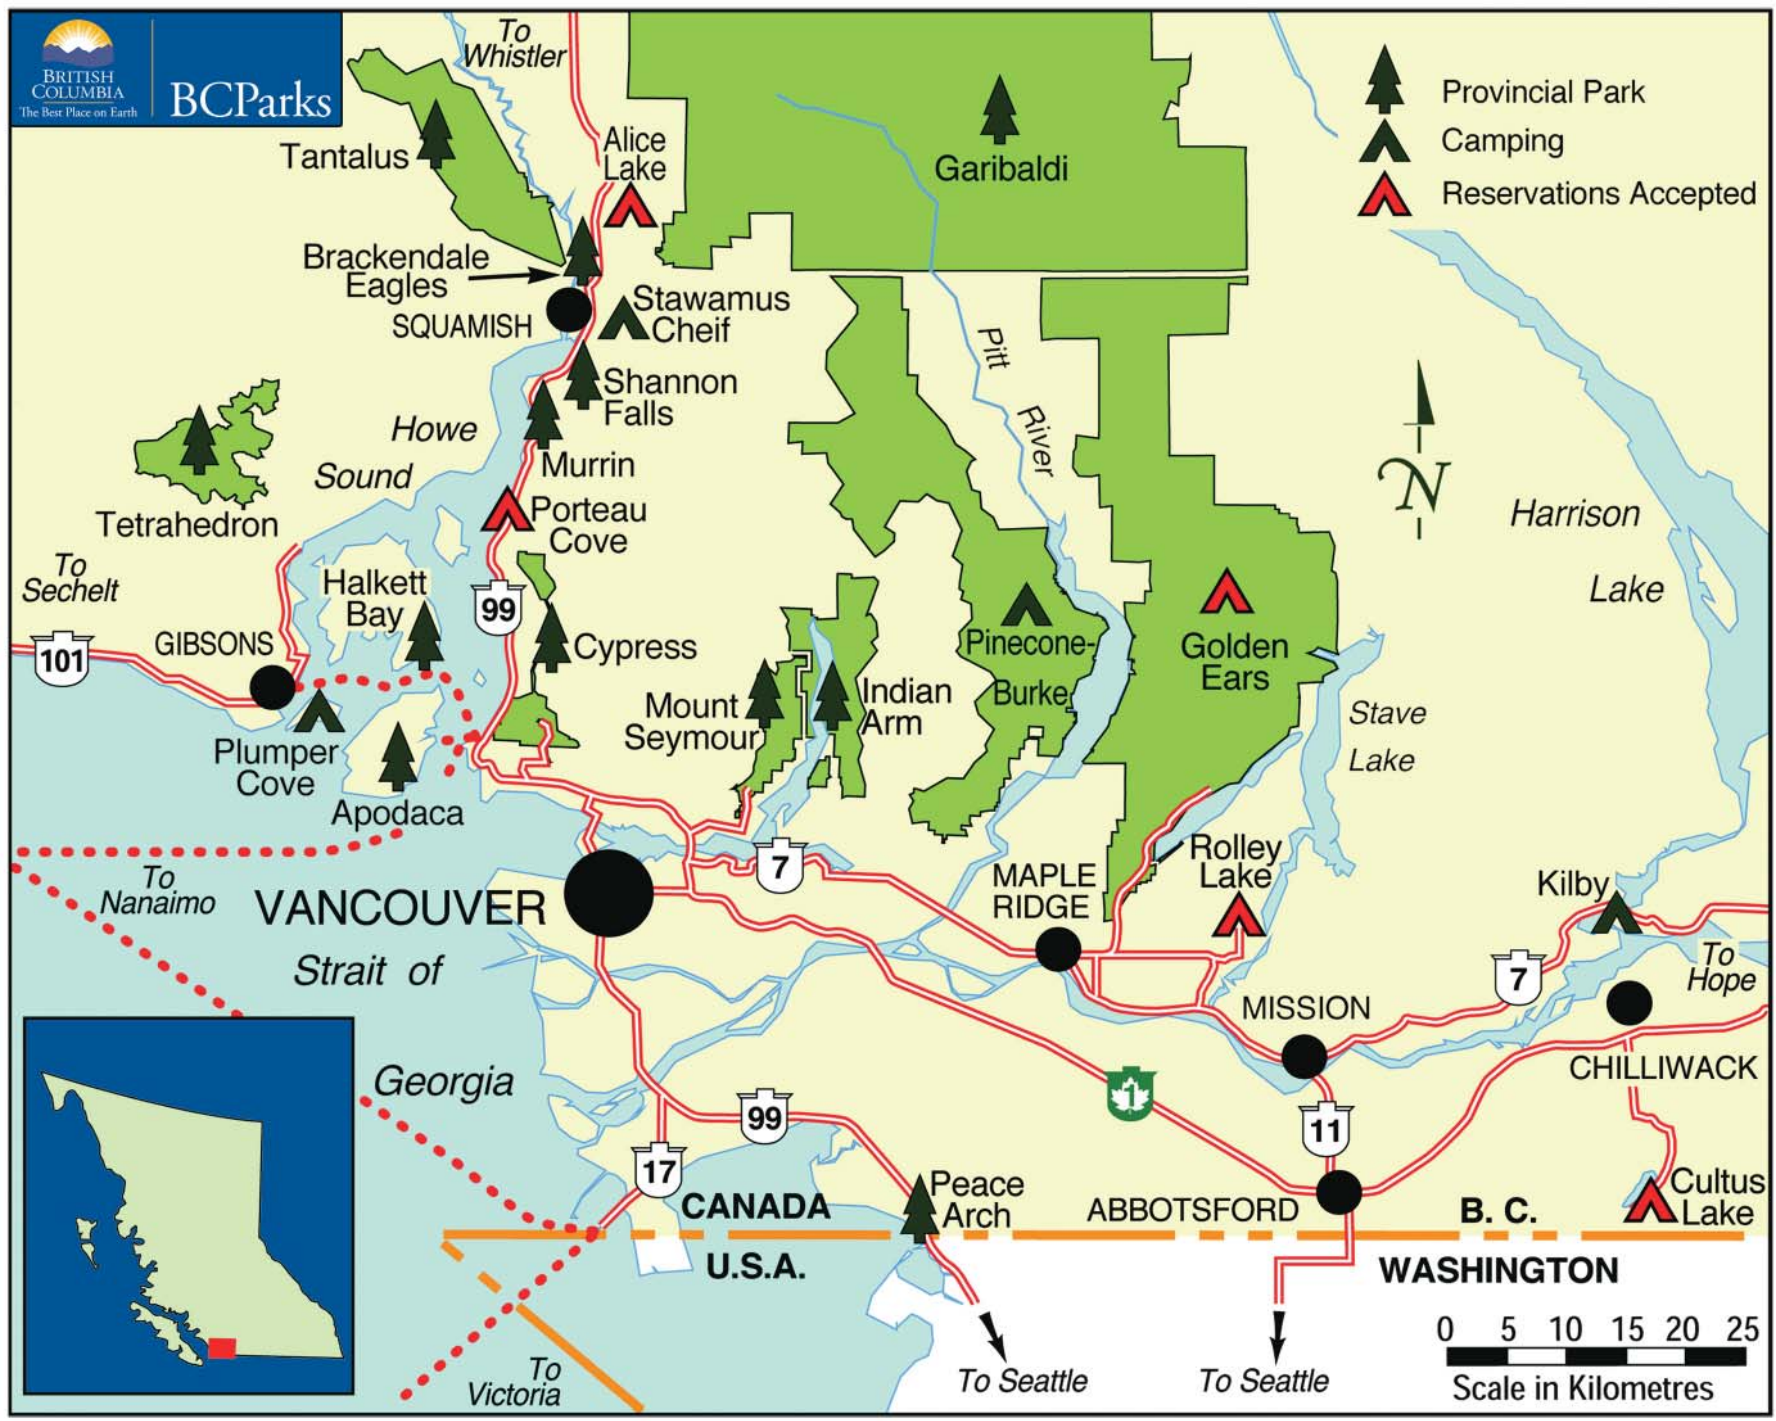 BRITISH
COLUMBIA
The Best Place on Earth
BCParks
To
Whistler
Provincial Park
Camping
Reservations Accepted
Tantalus
Alice
Lake
Garibaldi
Brackendale
Eagles
SQUAMISH
Stawamus
Cheif
Shannon
Falls
Murrin
Howe
Sound
Porteau
Cove
Tetrahedron
Pitt
River
N
Harrison
Lake
To
Sechelt
101
GIBSONS
Halkett
Bay
99
Cypress
Plumper
Cove
Apodaca
Mount
Seymour
Indian
Arm
Pinecone-
Burke
Golden
Ears
Stave
Lake
7
MAPLE
RIDGE
Rolley
Lake
Kilby
To
Nanaimo
VANCOUVER
Strait of
Georgia
7
To
Hope
MISSION
CHILLIWACK
1
99
11
17
Peace
Arch
CANADA
U.S.A.
ABBOTSFORD
B. C.
WASHINGTON
Cultus
Lake
To
Victoria
To Seattle
To Seattle
0 5 10 15 20 25
Scale in Kilometres